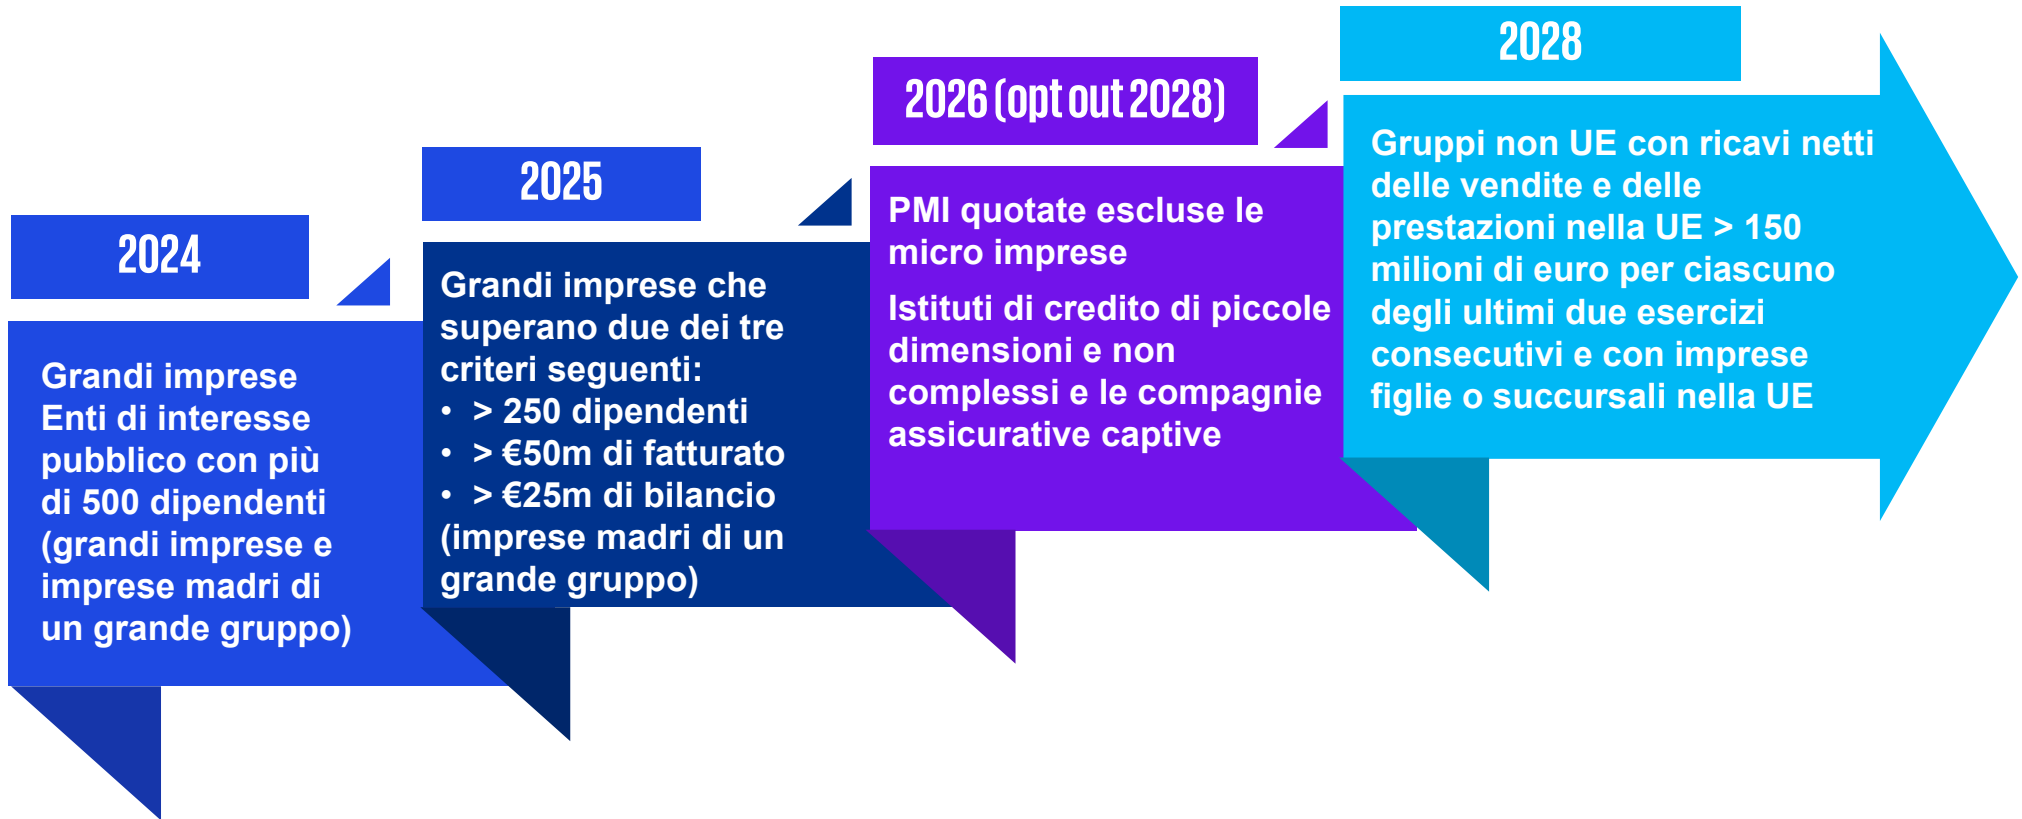 2024
Grandi imprese
Enti di interesse
pubblico con più
di 500 dipendenti
(grandi imprese e
imprese madri di
un grande gruppo)
2025
Grandi imprese che
superano due dei tre
criteri seguenti:
• > 250 dipendenti
• > €50m di fatturato
• > €25m di bilancio
(imprese madri di un
grande gruppo)
2026 (opt out 2028)
PMI quotate escluse le
micro imprese
Istituti di credito di piccole
dimensioni e non
complessi e le compagnie
assicurative captive
2028
Gruppi non UE con ricavi netti
delle vendite e delle
prestazioni nella UE > 150
milioni di euro per ciascuno
degli ultimi due esercizi
consecutivi e con imprese
figlie o succursali nella UE